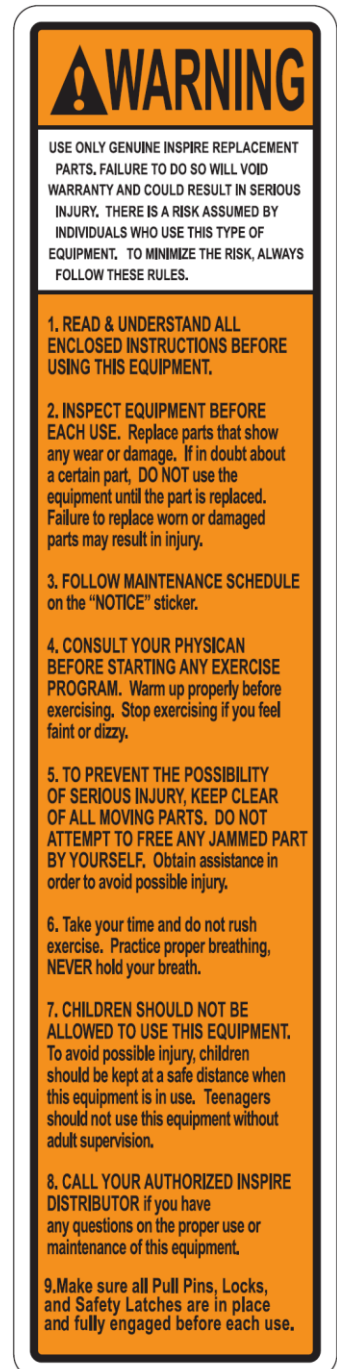 WARNING
USE ONLY GENUINE INSPIRE REPLACEMENT
PARTS. FAILURE TO DO SO WILL VOID
WARRANTY AND COULD RESULT IN SERIOUS
INJURY. THERE IS A RISK ASSUMED BY
INDIVIDUALS WHO USE THIS TYPE OF
EQUIPMENT. TO MINIMIZE THE RISK, ALWAYS
FOLLOW THESE RULES.
1. READ & UNDERSTAND ALL
ENCLOSED INSTRUCTIONS BEFORE
USING THIS EQUIPMENT.
2. INSPECT EQUIPMENT BEFORE
EACH USE. Replace parts that show
any wear or damage. If in doubt about
a certain part, DO NOT use the
equipment until the part is replaced.
Failure to replace worn or damaged
parts may result in injury.
3. FOLLOW MAINTENANCE SCHEDULE
on the “NOTICE” sticker.
4. CONSULT YOUR PHYSICAN
BEFORE STARTING ANY EXERCISE
PROGRAM. Warm up properly before
exercising. Stop exercising if you feel
faint or dizzy.
5. TO PREVENT THE POSSIBILITY
OF SERIOUS INJURY, KEEP CLEAR
OF ALL MOVING PARTS. DO NOT
ATTEMPT TO FREE ANY JAMMED PART
BY YOURSELF. Obtain assistance in
order to avoid possible injury.
6. Take your time and do not rush
exercise. Practice proper breathing,
NEVER hold your breath.
7. CHILDREN SHOULD NOT BE
ALLOWED TO USE THIS EQUIPMENT.
To avoid possible injury, children
should be kept at a safe distance when
this equipment is in use. Teenagers
should not use this equipment without
adult supervision.
8. CALL YOUR AUTHORIZED INSPIRE
DISTRIBUTOR if you have
any questions on the proper use or
maintenance of this equipment.
9.Make sure all Pull Pins, Locks,
and Safety Latches are in place
and fully engaged before each use.